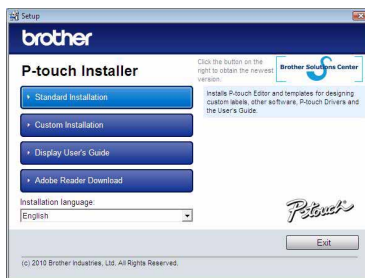 Setup
brother
P-touch Installer
Click the button on the
right to obtain the newest
version.
Brother Solutions Center
Standard Installation
Installs P-touch Editor and templates for designing
custom labels, other software, P-touch Drivers and
the User's Guide.
Custom Installation
Display User's Guide
Adobe Reader Download
Installation language:
English
P-touch
Exit
(c) 2010 Brother Industries, Ltd. All Rights Reserved.